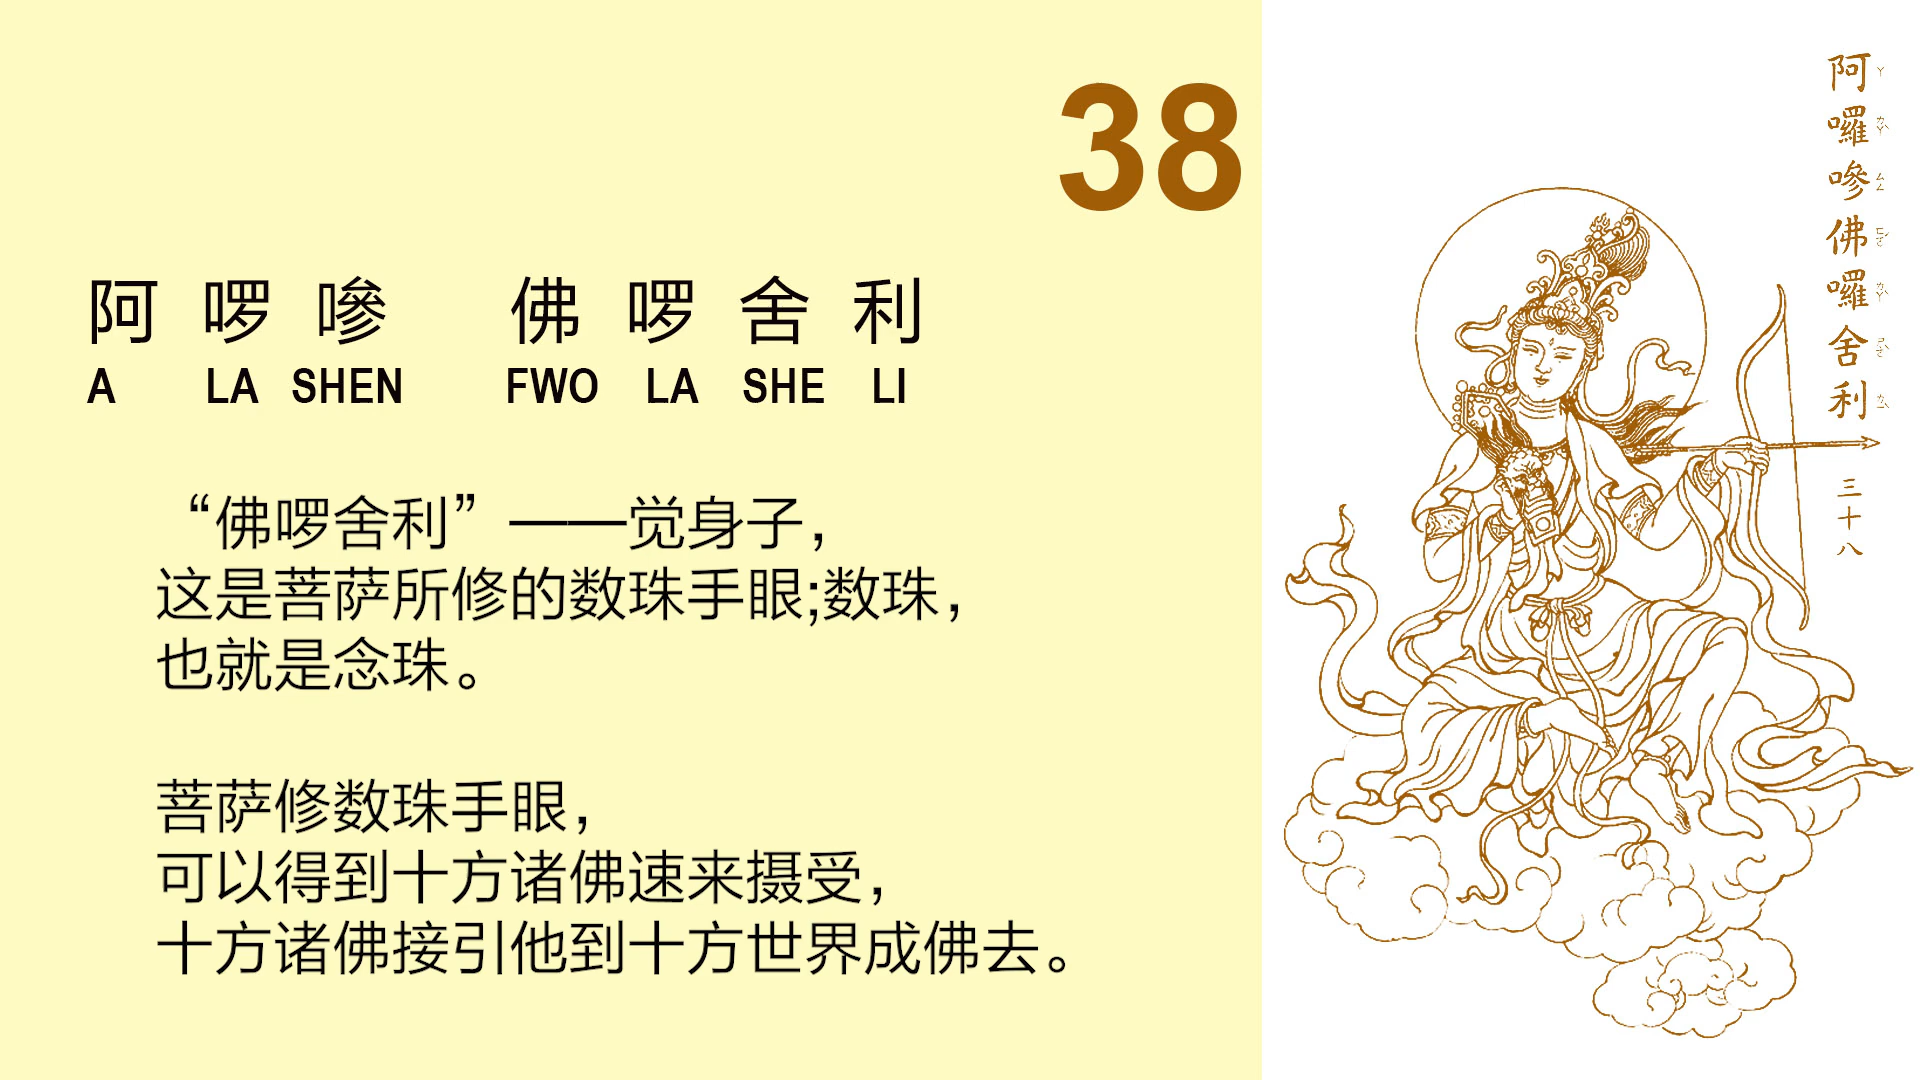 38
阿 啰 嘇 佛 啰 舍 利
A LA SHEN FWO LA SHE LI
“佛啰舍利”——觉身子，
这是菩萨所修的数珠手眼;数珠，
也就是念珠。
菩萨修数珠手眼，
可以得到十方诸佛速来摄受，
十方诸佛接引他到十方世界成佛去。
阿囉嘇佛囉舍利
三十八